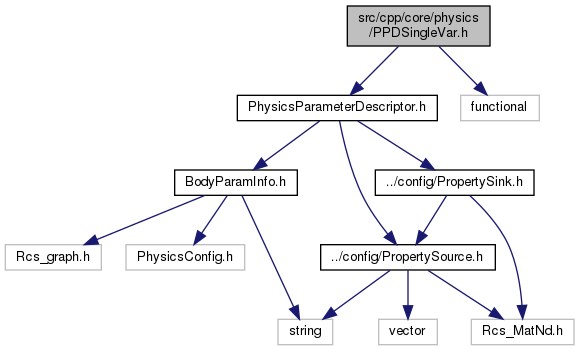 src/cpp/core/physics
/PPDSingleVar.h
PhysicsParameterDescriptor.h
functional
BodyParamInfo.h
../config/PropertySink.h
Rcs_graph.h
PhysicsConfig.h
../config/PropertySource.h
string
vector
Rcs_MatNd.h